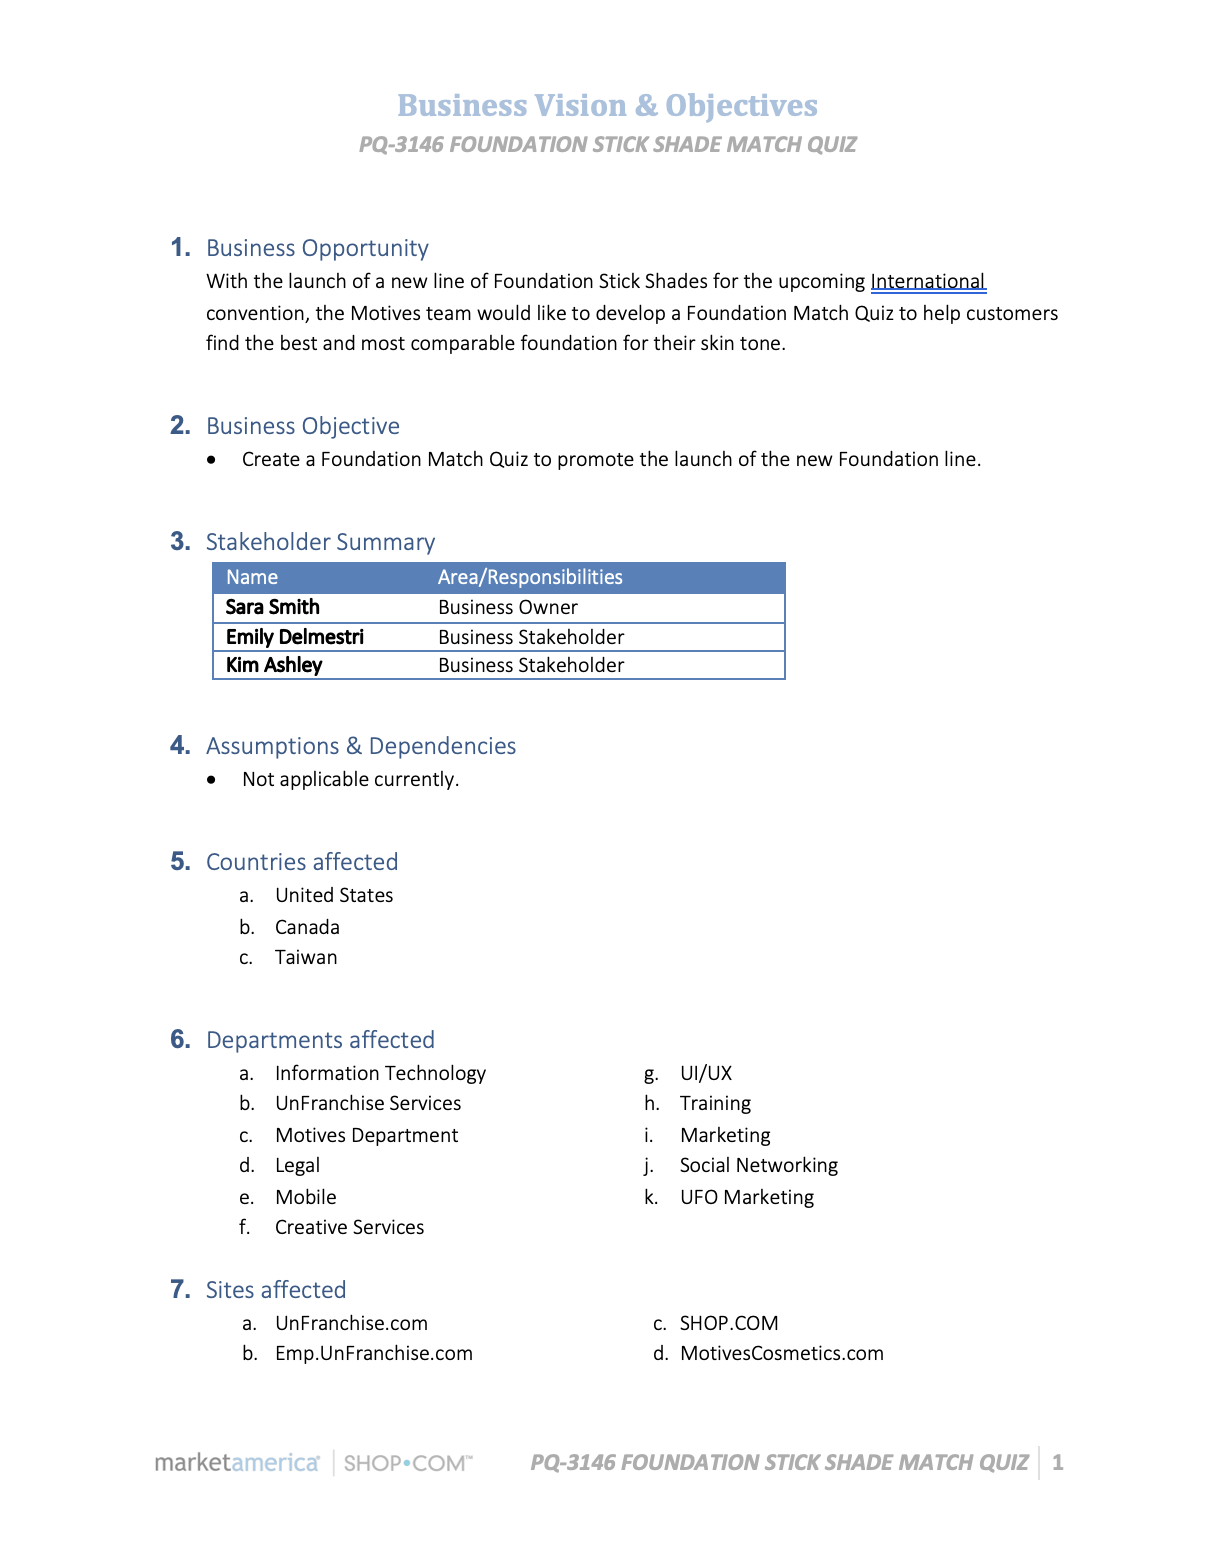 Business Vision & Objectives
PQ-3146 FOUNDATION STICK SHADE MATCH QUIZ
1. Business Opportunity
With the launch of a new line of Foundation Stick Shades for the upcoming International
convention, the Motives team would like to develop a Foundation Match Quiz to help customers
find the best and most comparable foundation for their skin tone.
2. Business Objective
• Create a Foundation Match Quiz to promote the launch of the new Foundation line.
3. Stakeholder Summary
Name Area/Responsibilities
Sara Smith Business Owner
Emily Delmestri Business Stakeholder
Kim Ashley Business Stakeholder
4. Assumptions & Dependencies
• Not applicable currently.
5. Countries affected
a. United States
b. Canada
c. Taiwan
6. Departments affected
a. Information Technology
b. UnFranchise Services
c. Motives Department
d. Legal
e. Mobile
f. Creative Services
g. UI/UX
h. Training
i. Marketing
j. Social Networking
k. UFO Marketing
7. Sites affected
a. UnFranchise.com
b. Emp.UnFranchise.com
c. SHOP.COM
d. MotivesCosmetics.com
marketamerica® | SHOP•COM™ PQ-3146 FOUNDATION STICK SHADE MATCH QUIZ 1